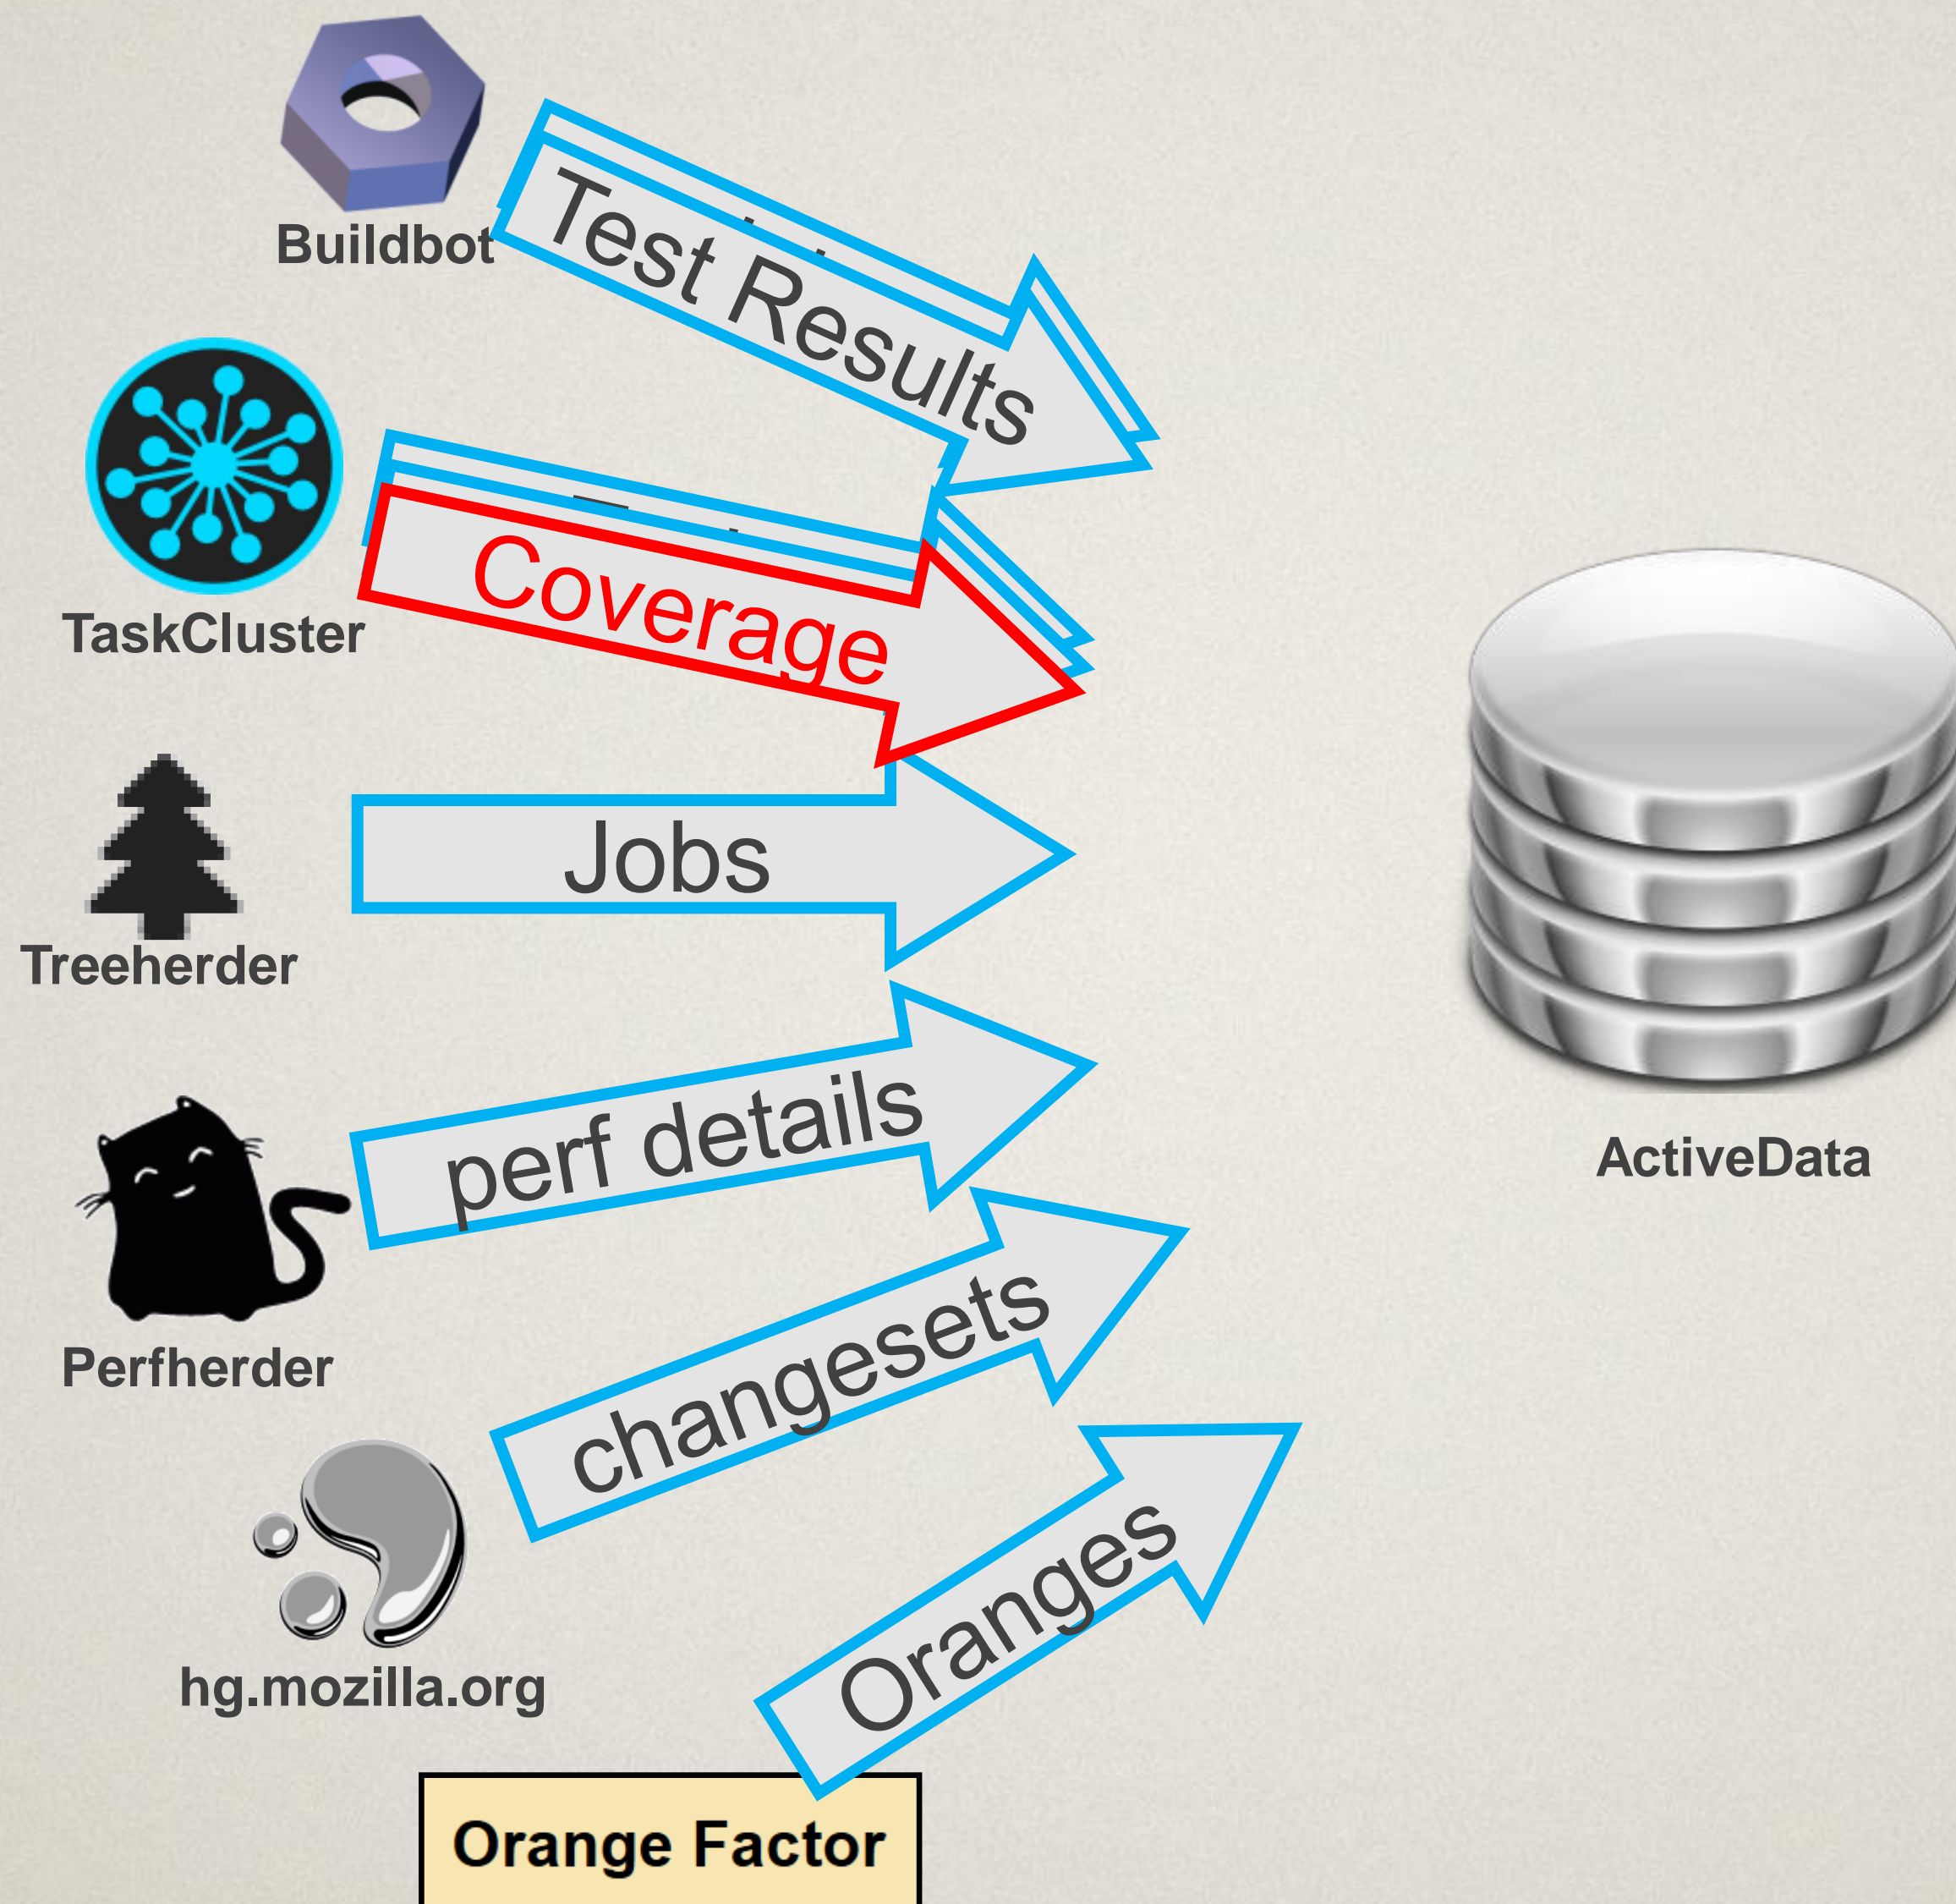 Buildbot
Test Results
TaskCluster
Coverage
Treeherder
Jobs
Perfherder
perf details
ActiveData
hg.mozilla.org
changesets
Oranges
Orange Factor